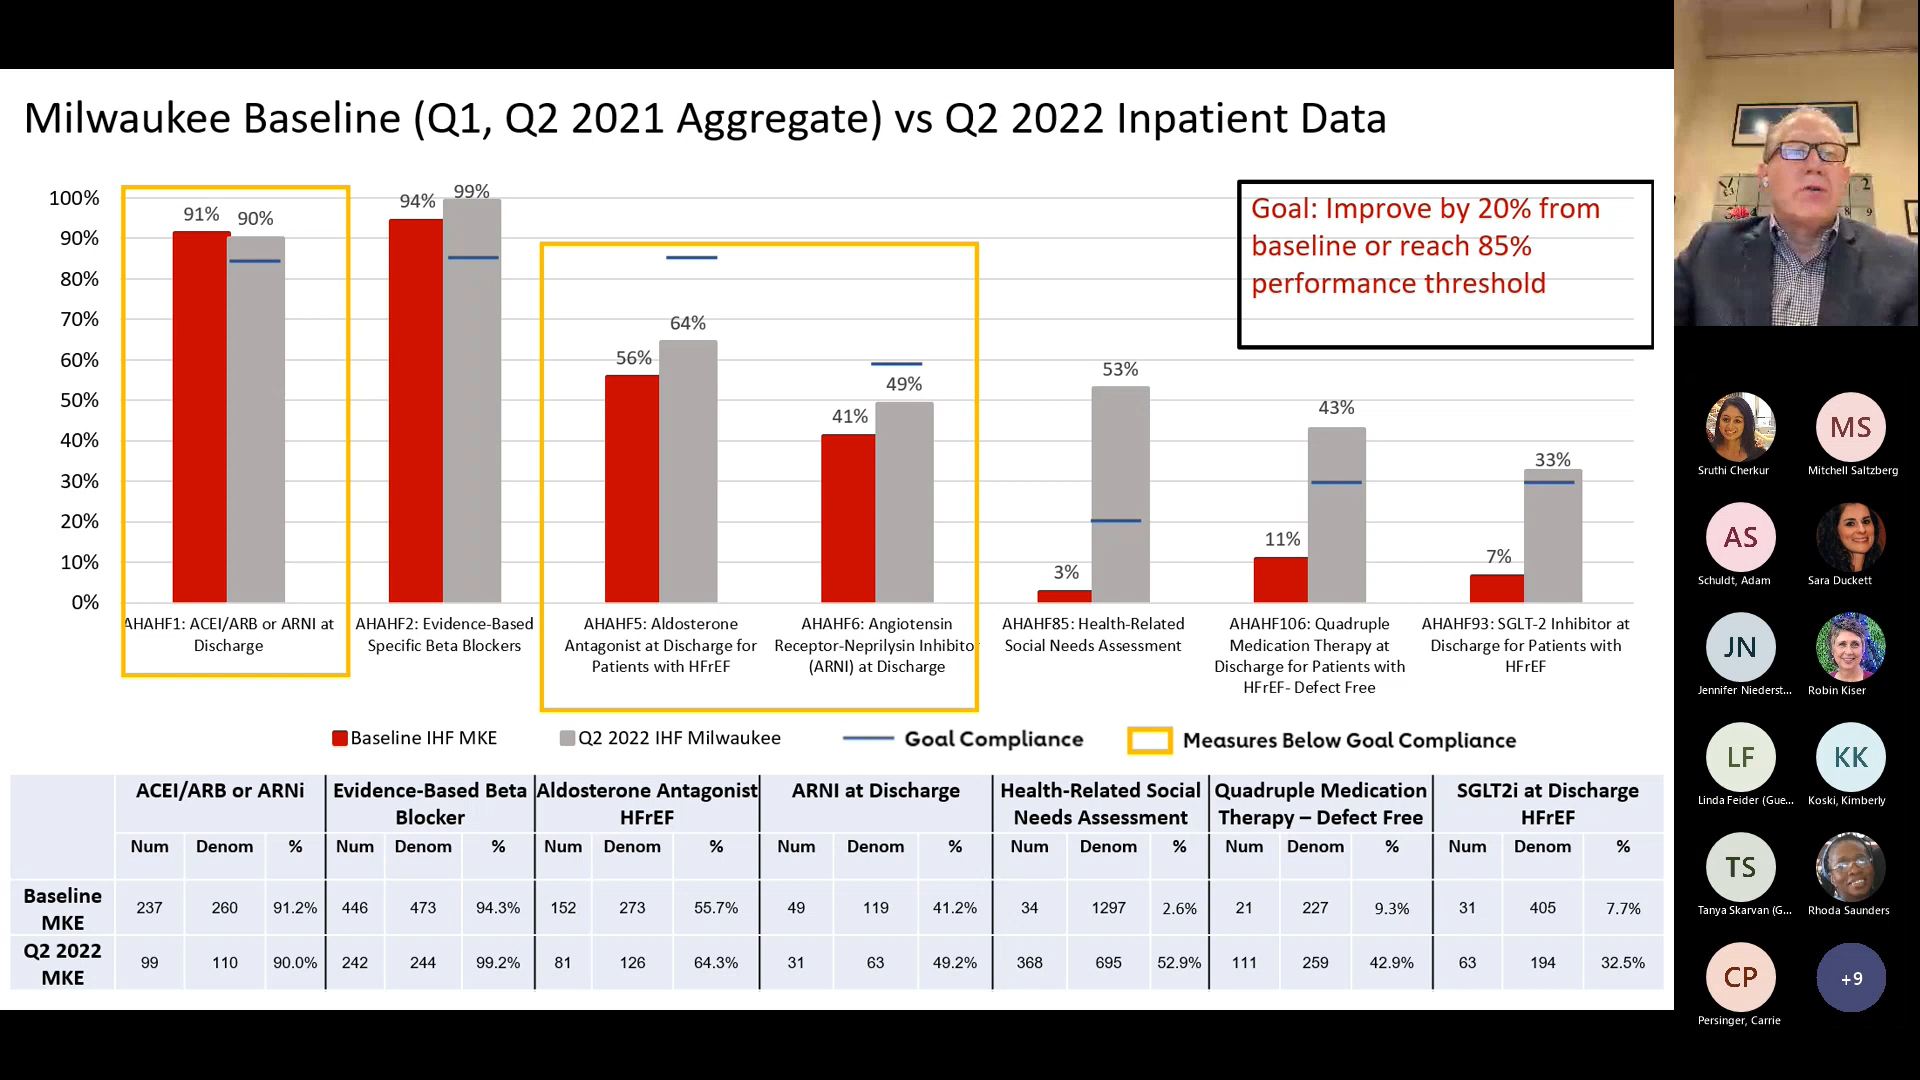 Milwaukee Baseline (Q1, Q2 2021 Aggregate) vs Q2 2022 Inpatient Data
100%
90%
80%
70%
60%
50%
40%
30%
20%
10%
0%
91%
90%
94%
99%
56%
64%
41%
49%
3%
53%
11%
43%
7%
33%
Goal: Improve by 20% from
baseline or reach 85%
performance threshold
AHAHF1: ACEI/ARB or ARNI at
Discharge
AHAHF2: Evidence-Based
Specific Beta Blockers
AHAHF5: Aldosterone
Antagonist at Discharge for
Patients with HFrEF
AHAHF6: Angiotensin
Receptor-Neprilysin Inhibitor
(ARNI) at Discharge
AHAHF85: Health-Related
Social Needs Assessment
AHAHF106: Quadruple
Medication Therapy at
Discharge for Patients with
HFrEF- Defect Free
AHAHF93: SGLT-2 Inhibitor at
Discharge for Patients with
HFrEF
Baseline IHF MKE Q2 2022 IHF Milwaukee Goal Compliance Measures Below Goal Compliance
ACEI/ARB or ARNi
Evidence-Based Beta
Blocker
Aldosterone Antagonist
HFrEF
ARNI at Discharge
Health-Related Social
Needs Assessment
Quadruple Medication
Therapy – Defect Free
SGLT2i at Discharge
HFrEF
Num Denom % Num Denom % Num Denom % Num Denom % Num Denom % Num Denom % Num Denom %
Baseline
MKE
237 260 91.2% 446 473 94.3% 152 273 55.7% 49 119 41.2% 34 1297 2.6% 21 227 9.3% 31 405 7.7%
Q2 2022
MKE
99 110 90.0% 242 244 99.2% 81 126 64.3% 31 63 49.2% 368 695 52.9% 111 259 42.9% 63 194 32.5%
MS
Sruthi Cherkur Mitchell Saltzberg
AS
Schuldt, Adam Sara Duckett
JN
Jennifer Niederst... Robin Kiser
LF KK
Linda Feider (Gue... Koski, Kimberly
TS
Tanya Skarvan (G... Rhoda Saunders
CP +9
Persinger, Carrie